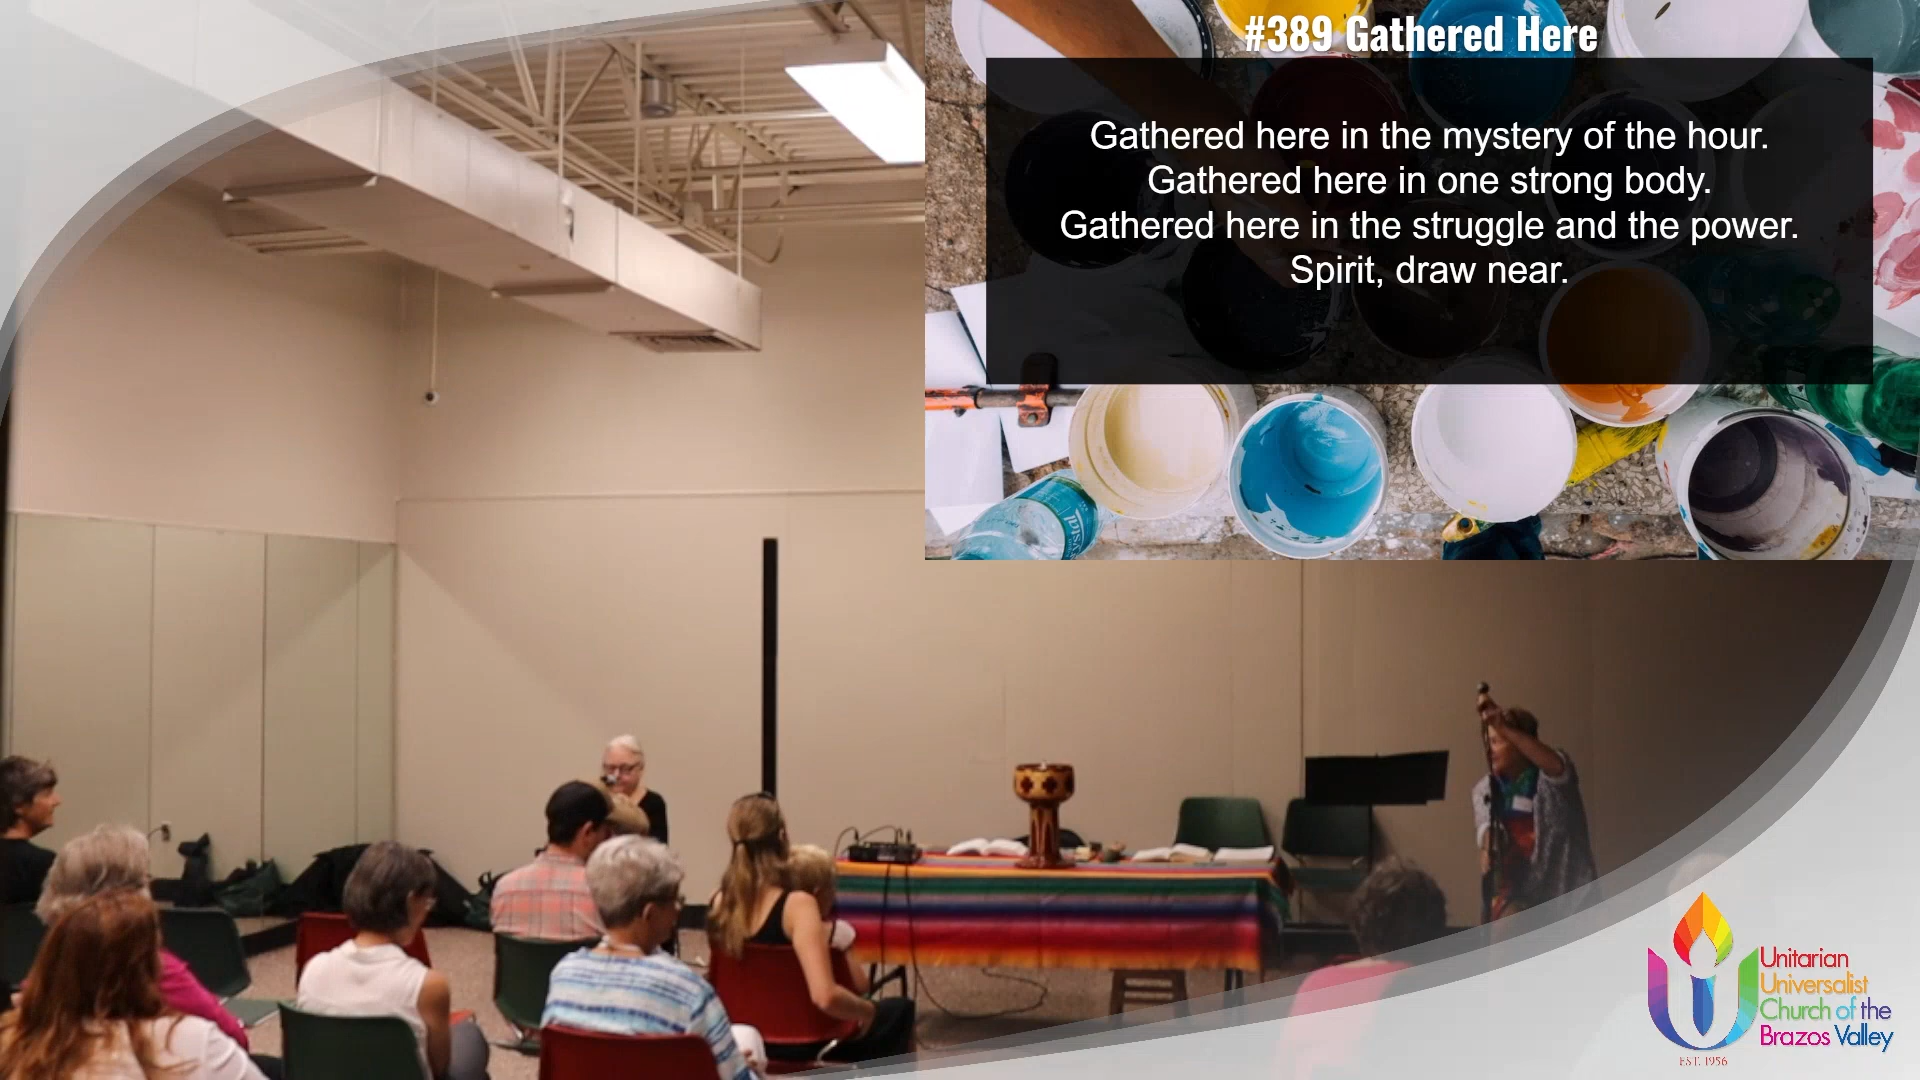 #389 Gathered Here
Gathered here in the mystery of the hour.
Gathered here in one strong body.
Gathered here in the struggle and the power.
Spirit, draw near.
crystal
Unitarian
Universalist
Church of the
Brazos Valley
EST. 1956